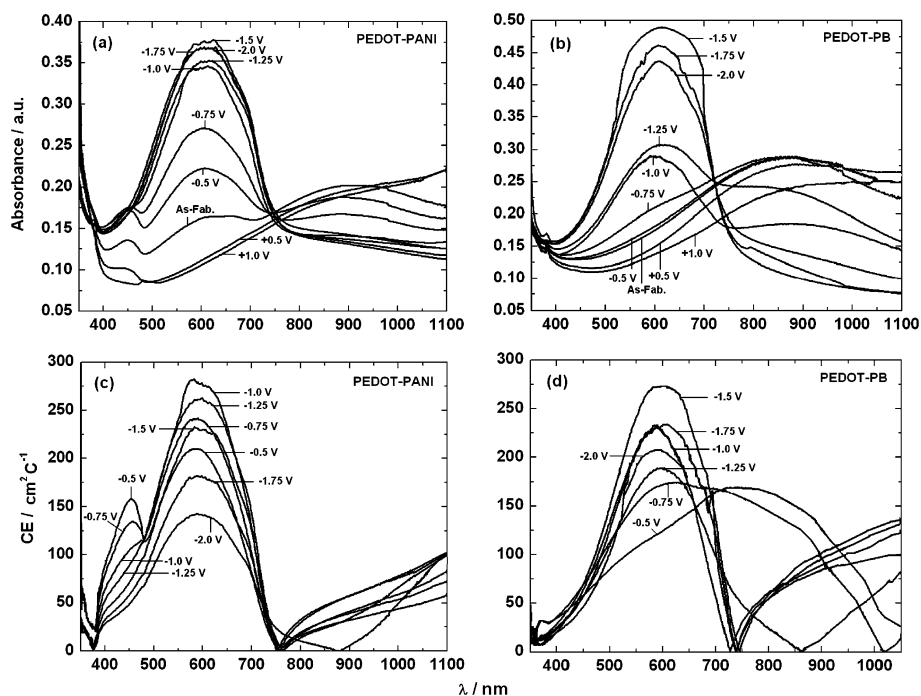 (a)
PEDOT-PANI
0.40
0.35
0.30
0.25
0.20
0.15
0.10
0.05
Absorbance / a.u.
-1.5 V
-1.75 V
-2.0 V
-1.25 V
-1.0 V
-0.75 V
-0.5 V
As-Fab.
+0.5 V
+1.0 V
400 500 600 700 800 900 1000 1100
(b)
PEDOT-PB
0.50
0.45
0.40
0.35
0.30
0.25
0.20
0.15
0.10
0.05
-1.5 V
-1.75 V
-2.0 V
-1.25 V
-1.0 V
-0.75 V
-0.5 V
+0.5 V
+1.0 V
As-Fab.
400 500 600 700 800 900 1000 1100
(c)
PEDOT-PANI
300
250
200
150
100
50
0
CE / cm²C⁻¹
-1.0 V
-1.25 V
-0.75 V
-1.5 V
-0.5 V
-1.75 V
-0.5 V
-0.75 V
-2.0 V
-1.0 V
-1.25 V
400 500 600 700 800 900 1000 1100
(d)
PEDOT-PB
300
250
200
150
100
50
0
-1.5 V
-1.75 V
-1.0 V
-2.0 V
-1.25 V
-0.75 V
-0.5 V
400 500 600 700 800 900 1000
λ / nm